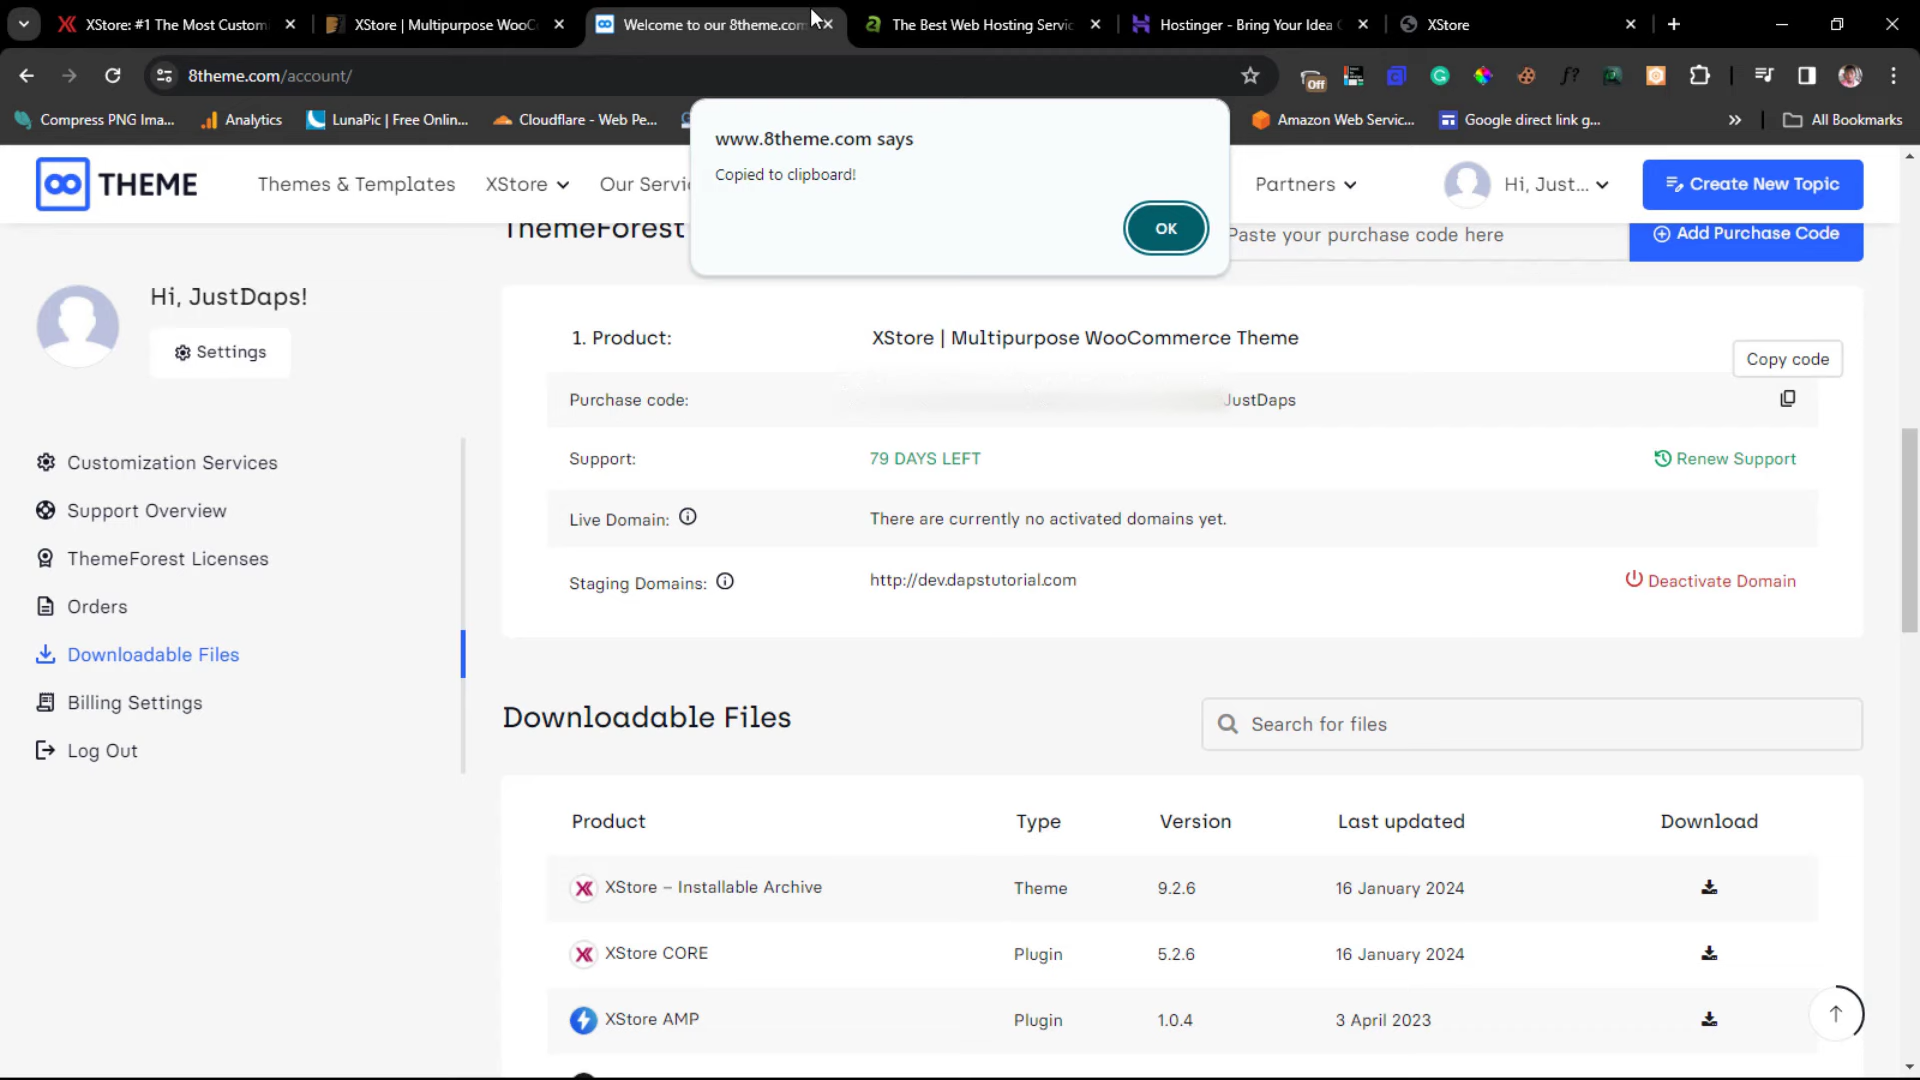 XStore: #1 The Most Custom
XStore | Multipurpose WooC
Welcome to our 8theme.com
The Best Web Hosting Servic
Hostinger - Bring Your Idea
XStore
8theme.com/account/
Off
Compress PNG Ima...
Analytics
LunaPic | Free Onlin...
Cloudflare - Web Pe...
Amazon Web Servic...
Google direct link g...
All Bookmarks
www.8theme.com says
Copied to clipboard!
OK
THEME
Themes & Templates
XStore
Our Servi
Partners
Hi, Just...
Create New Topic
ThemeForest
Paste your purchase code here
Add Purchase Code
Hi, JustDaps!
Settings
Customization Services
Support Overview
ThemeForest Licenses
Orders
Downloadable Files
Billing Settings
Log Out
1. Product: XStore | Multipurpose WooCommerce Theme
Copy code
Purchase code: JustDaps
Support: 79 DAYS LEFT Renew Support
Live Domain: There are currently no activated domains yet.
Staging Domains: http://dev.dapstutorial.com Deactivate Domain
Downloadable Files
Search for files
Product Type Version Last updated Download
XStore – Installable Archive Theme 9.2.6 16 January 2024
XStore CORE Plugin 5.2.6 16 January 2024
XStore AMP Plugin 1.0.4 3 April 2023